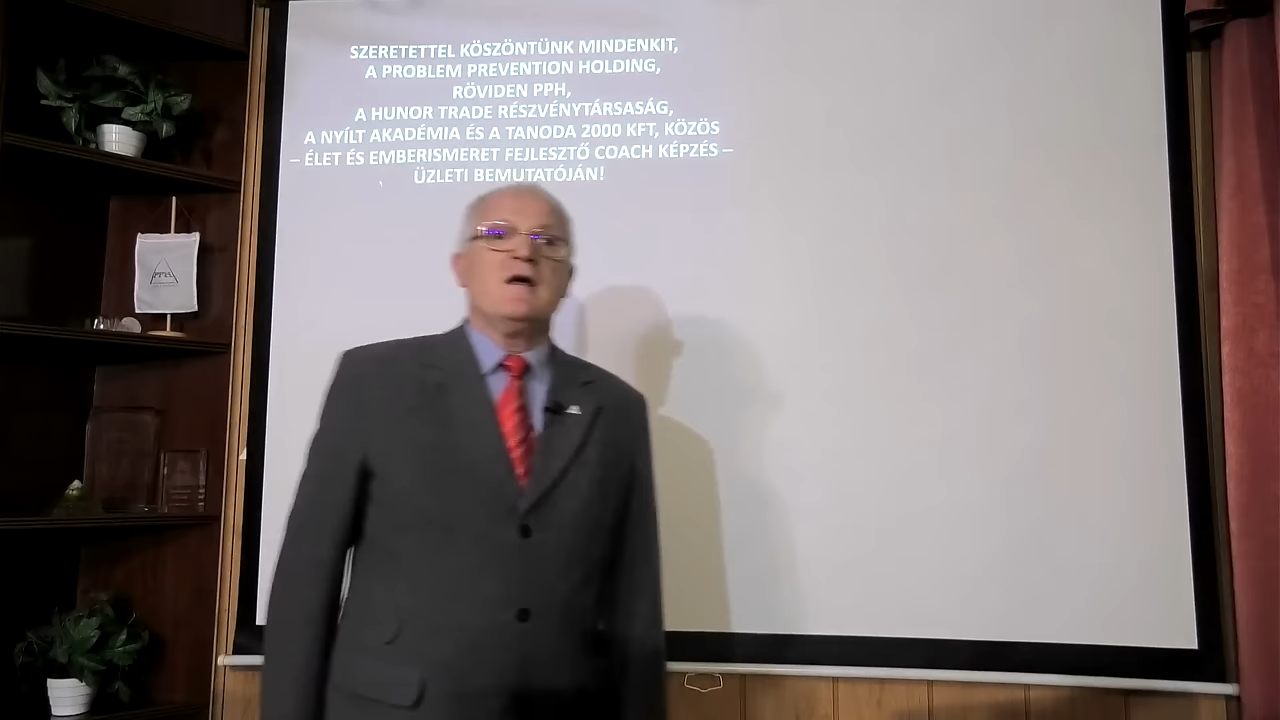 SZERETETTEL KÖSZÖNTÜNK MINDENKIT,
A PROBLEM PREVENTION HOLDING,
RÖVIDEN PPH,
A HUNOR TRADE RÉSZVÉNYTÁRSASÁG,
A NYÍLT AKADÉMIA ÉS A TANODA 2000 KFT, KÖZÖS
– ÉLET ÉS EMBERISMERET FEJLESZTŐ COACH KÉPZÉS –
ÜZLETI BEMUTATÓJÁN!